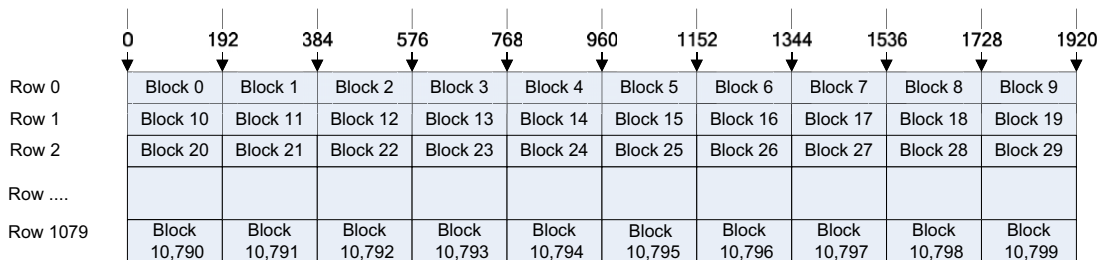 0 192 384 576 768 960 1152 1344 1536 1728 1920
Row 0 Block 0 Block 1 Block 2 Block 3 Block 4 Block 5 Block 6 Block 7 Block 8 Block 9
Row 1 Block 10 Block 11 Block 12 Block 13 Block 14 Block 15 Block 16 Block 17 Block 18 Block 19
Row 2 Block 20 Block 21 Block 22 Block 23 Block 24 Block 25 Block 26 Block 27 Block 28 Block 29
Row ....
Row 1079 Block Block Block Block Block Block Block Block Block Block
10,790 10,791 10,792 10,793 10,794 10,795 10,796 10,797 10,798 10,799